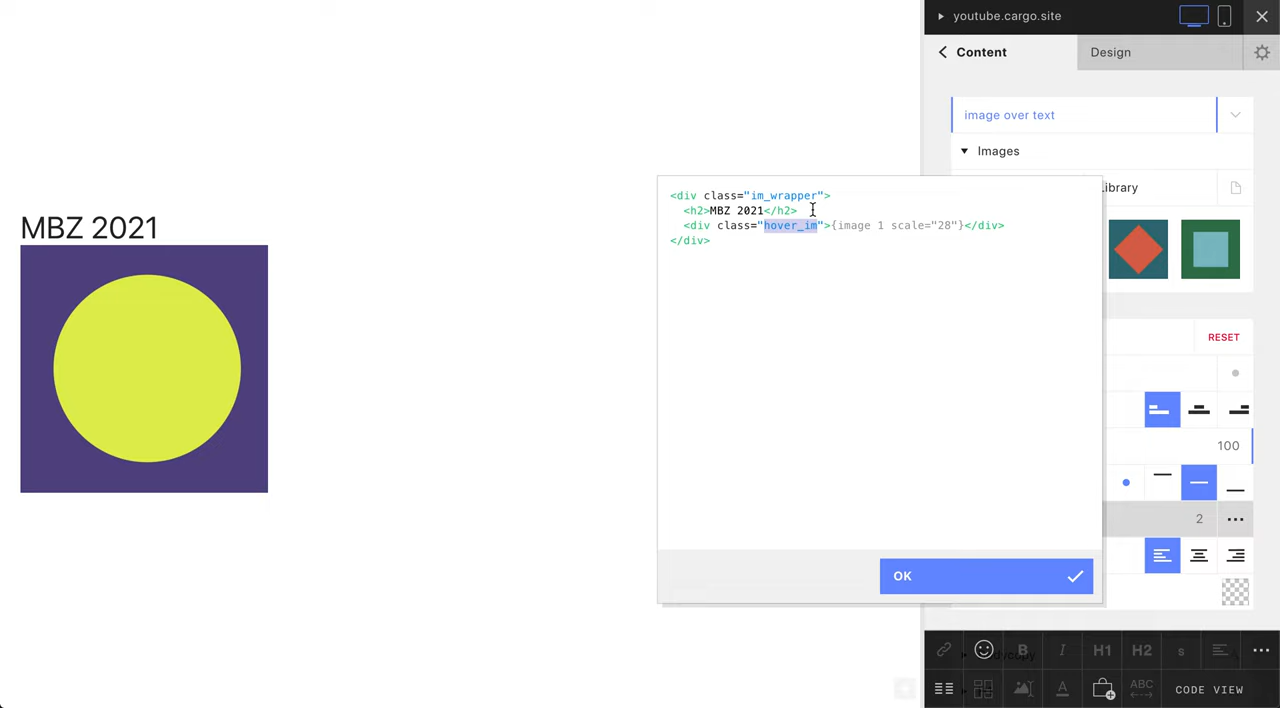 youtube.cargo.site
Content
Design
image over text
Images
Library
<div class="im_wrapper">
<h2>MBZ 2021</h2>
<div class="hover_im">{image 1 scale="28"}</div>
</div>
MBZ 2021
RESET
100
2
OK
B I H1 H2 s
A ABC
CODE VIEW